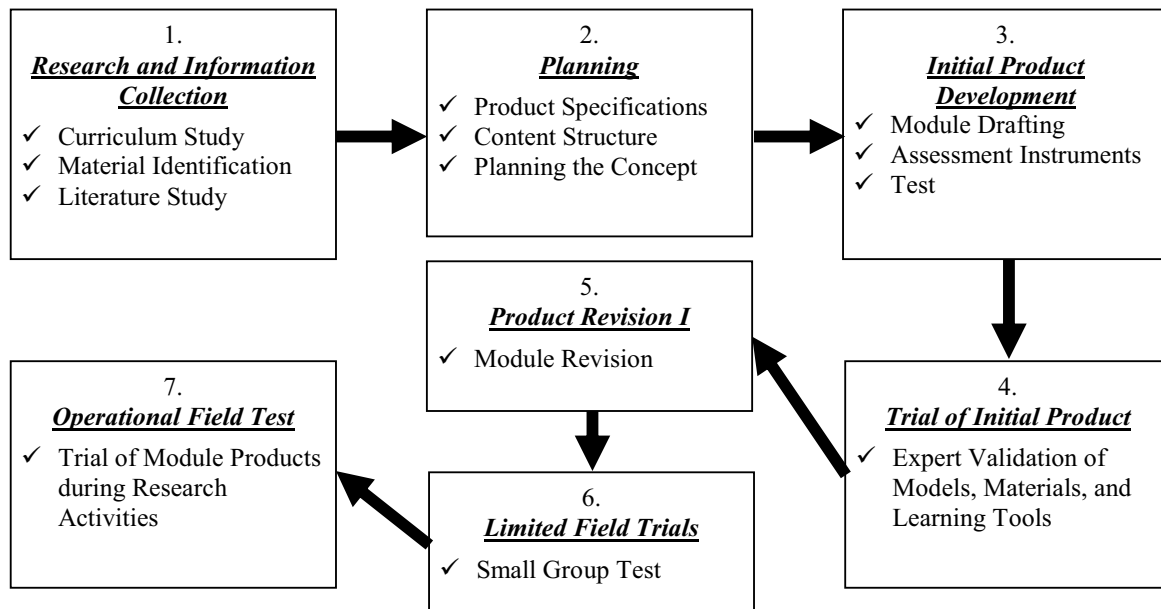 1.
Research and Information
Collection
✓ Curriculum Study
✓ Material Identification
✓ Literature Study
2.
Planning
✓ Product Specifications
✓ Content Structure
✓ Planning the Concept
3.
Initial Product
Development
✓ Module Drafting
✓ Assessment Instruments
✓ Test
4.
Trial of Initial Product
✓ Expert Validation of
Models, Materials, and
Learning Tools
5.
Product Revision I
✓ Module Revision
6.
Limited Field Trials
✓ Small Group Test
7.
Operational Field Test
✓ Trial of Module Products
during Research
Activities